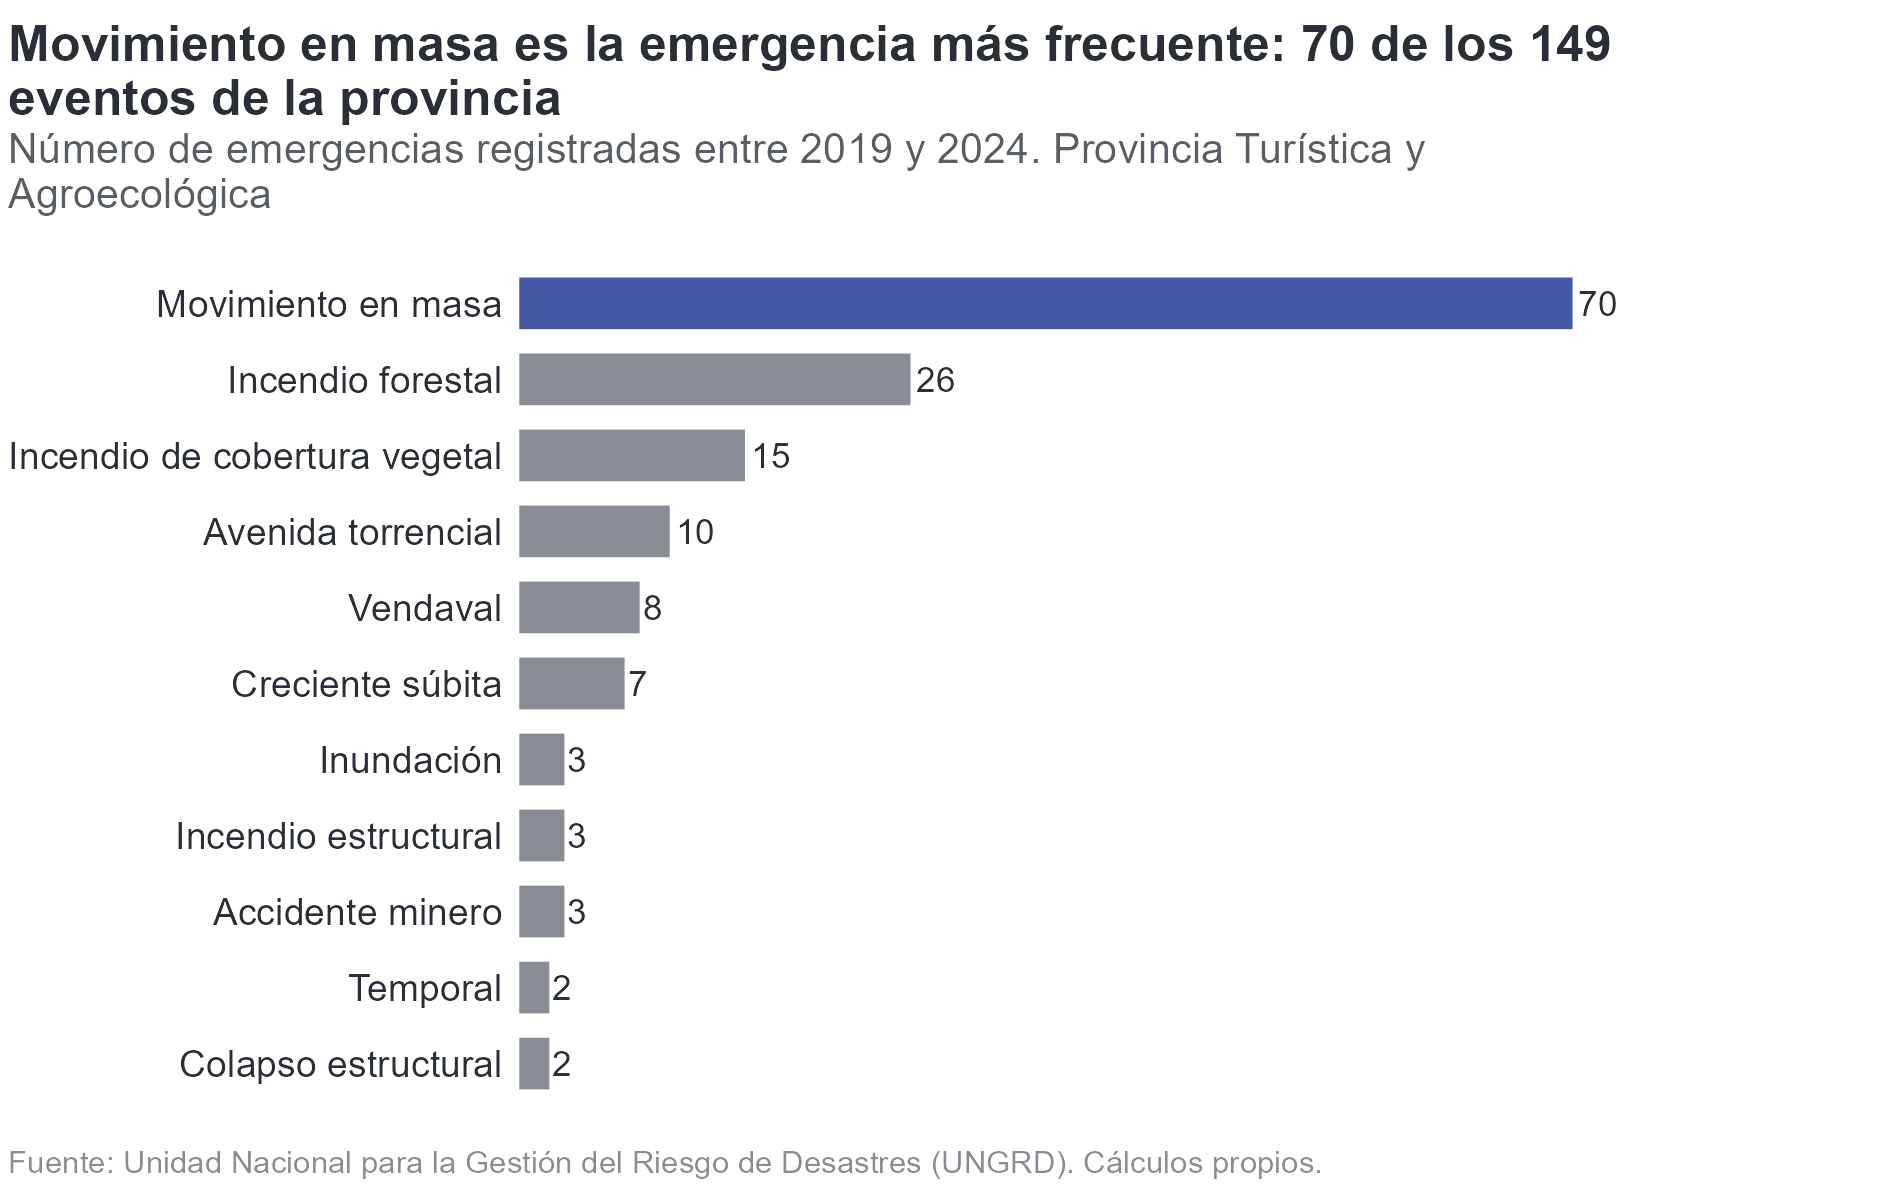 Movimiento en masa es la emergencia más frecuente: 70 de los 149
eventos de la provincia
Número de emergencias registradas entre 2019 y 2024. Provincia Turística y
Agroecológica
Movimiento en masa 70
Incendio forestal 26
Incendio de cobertura vegetal 15
Avenida torrencial 10
Vendaval 8
Creciente súbita 7
Inundación 3
Incendio estructural 3
Accidente minero 3
Temporal 2
Colapso estructural 2
Fuente: Unidad Nacional para la Gestión del Riesgo de Desastres (UNGRD). Cálculos propios.